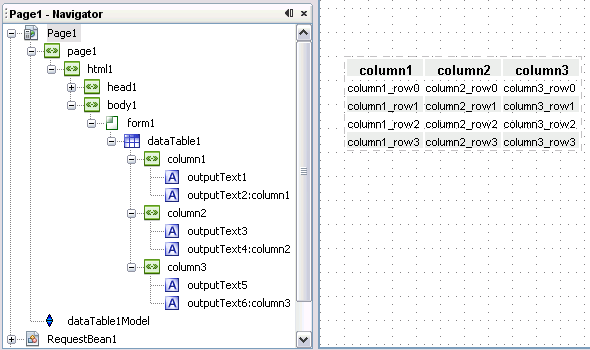 Page1 - Navigator
Page1
page1
html1
head1
body1
form1
dataTable1
column1
outputText1
outputText2:column1
column2
outputText3
outputText4:column2
column3
outputText5
outputText6:column3
dataTable1Model
RequestBean1
column1 column2 column3
column1_row0 column2_row0 column3_row0
column1_row1 column2_row1 column3_row1
column1_row2 column2_row2 column3_row2
column1_row3 column2_row3 column3_row3